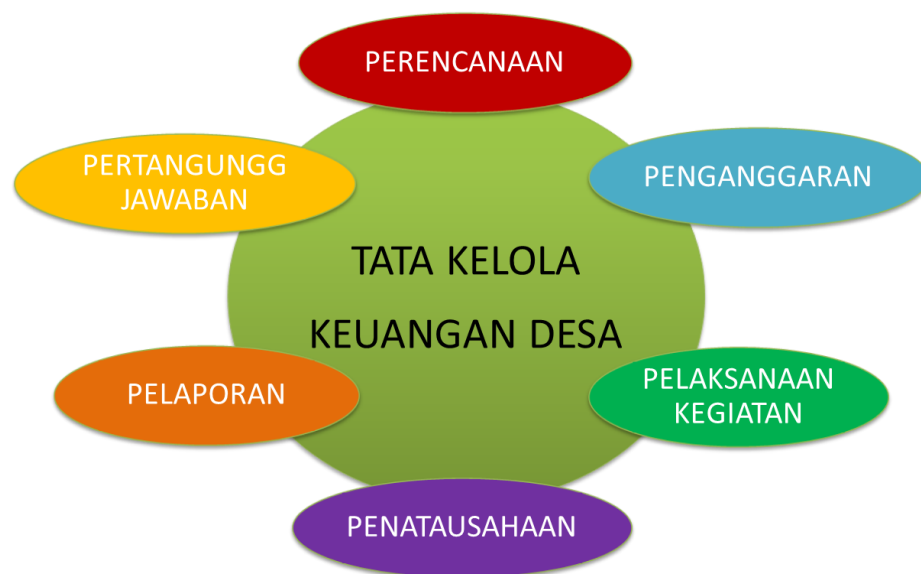 PERENCANAAN
PERTANGUNGG
JAWABAN
PENGANGGARAN
TATA KELOLA
KEUANGAN DESA
PELAPORAN
PELAKSANAAN
KEGIATAN
PENATAUSAHAAN